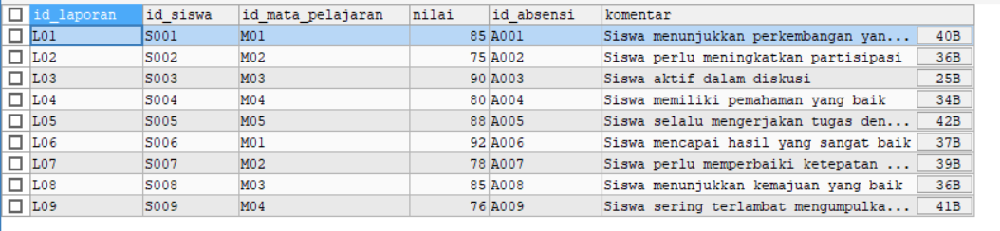 id_laporan id_siswa id_mata_pelajaran nilai id_absensi komentar
L01 S001 M01 85 A001 Siswa menunjukkan perkembangan yan... 40B
L02 S002 M02 75 A002 Siswa perlu meningkatkan partisipasi 36B
L03 S003 M03 90 A003 Siswa aktif dalam diskusi 25B
L04 S004 M04 80 A004 Siswa memiliki pemahaman yang baik 34B
L05 S005 M05 88 A005 Siswa selalu mengerjakan tugas den... 42B
L06 S006 M01 92 A006 Siswa mencapai hasil yang sangat baik 37B
L07 S007 M02 78 A007 Siswa perlu memperbaiki ketepatan ... 39B
L08 S008 M03 85 A008 Siswa menunjukkan kemajuan yang baik 36B
L09 S009 M04 76 A009 Siswa sering terlambat mengumpulka... 41B